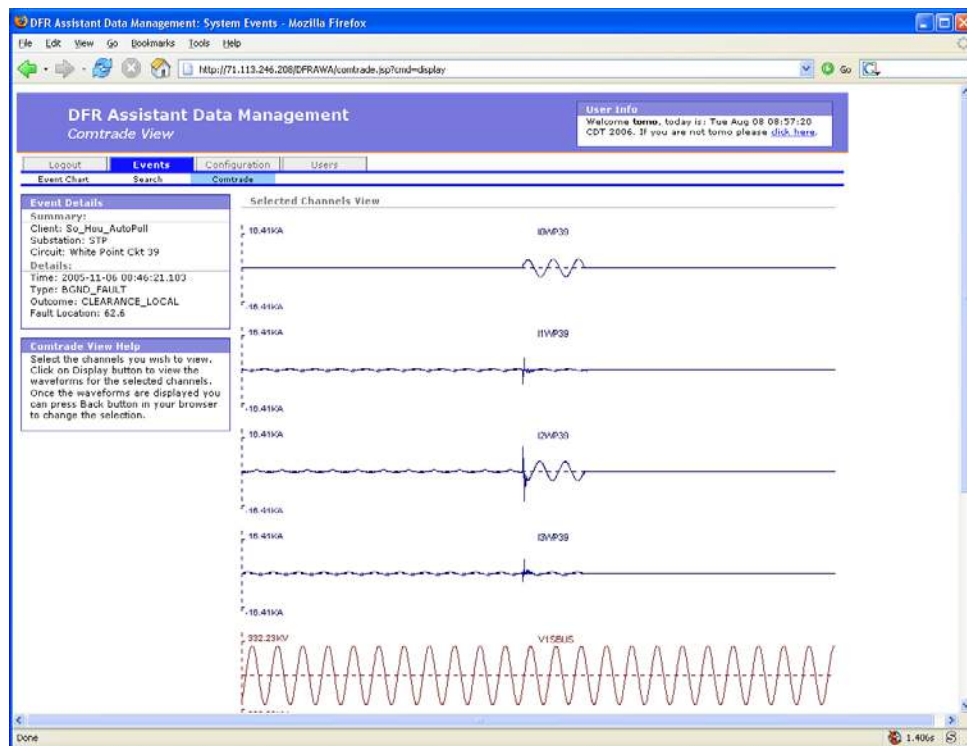 DFR Assistant Data Management: System Events - Mozilla Firefox
File Edit View Go Bookmarks Tools Help
http://71.113.246.208/DFRAWA/comtrade.jsp?cmd=display
Go
DFR Assistant Data Management
Comtrade View
User Info
Welcome tomo, today is: Tue Aug 08 08:57:20
CDT 2006. If you are not tomo please click here.
Logout Events Configuration Users
Event Chart Search Comtrade
Event Details
Summary:
Client: So_Hou_AutoPoll
Substation: STP
Circuit: White Point Ckt 39
Details:
Time: 2005-11-06 00:46:21.103
Type: BGND_FAULT
Outcome: CLEARANCE_LOCAL
Fault Location: 62.6
Comtrade View Help
Select the channels you wish to view.
Click on Display button to view the
waveforms for the selected channels.
Once the waveforms are displayed you
can press Back button in your browser
to change the selection.
Selected Channels View
16.41KA I0WP39
-16.41KA
16.41KA I1WP39
-16.41KA
16.41KA I2WP39
-16.41KA
16.41KA I3WP39
-16.41KA
332.23KV V1SBUS
Done
1.406s